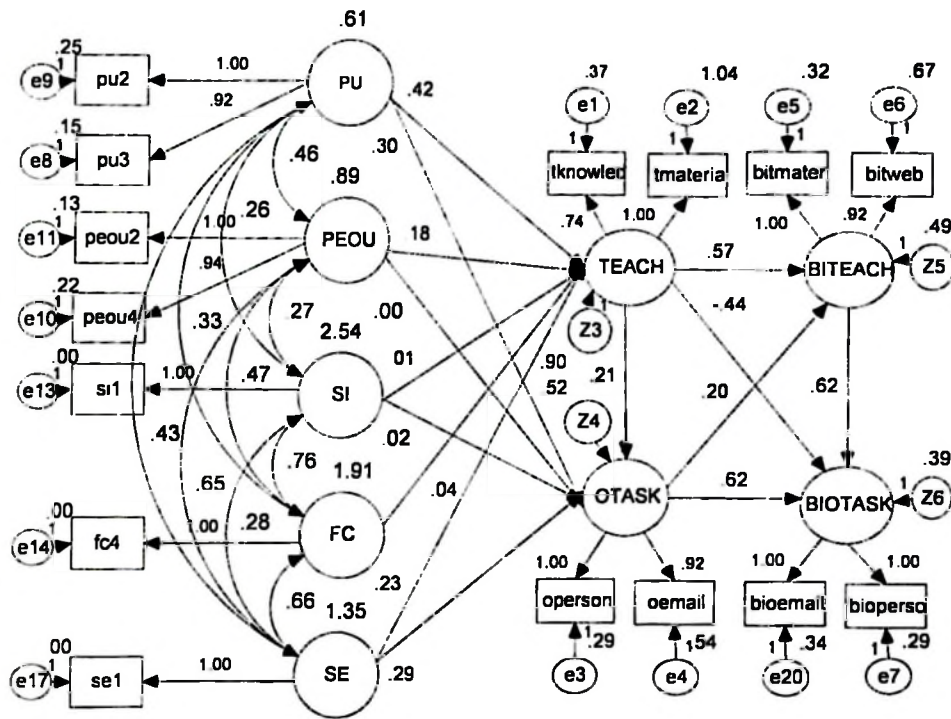 .61
.25
e9 1 pu2 1.00 PU .42
.92
.15
e8 1 pu3
.37 1.04 .32 .67
e1 e2 e5 e6
1 1 1 1
tknowled tmateria bitmater bitweb
.46 .30
.89
.13
e11 1 peou2 1.00 .26 PEOU 18
.94
.74 1.00 1.00 .92 .49
TEACH .57 BITEACH 1 Z5
.22
e10 1 peou4 .33 .27 .00
2.54
1
Z3 -.44
.00
e13 1 si1 1.00 .47 SI 01
.90
.52 .21 .20 .62
Z4
.43 .02
.65 .76 1.91
.39
OTASK .62 BIOTASK 1 Z6
.00
e14 1 fc4 1.00 .28 FC .04
1.00 .92 1.00 1.00
.23
.66 1.35
operson oemail bioemail bioperso
1 .29 1 .54 1 .34 1 .29
e3 e4 e20 e7
00
e17 1 se1 1.00 SE .29